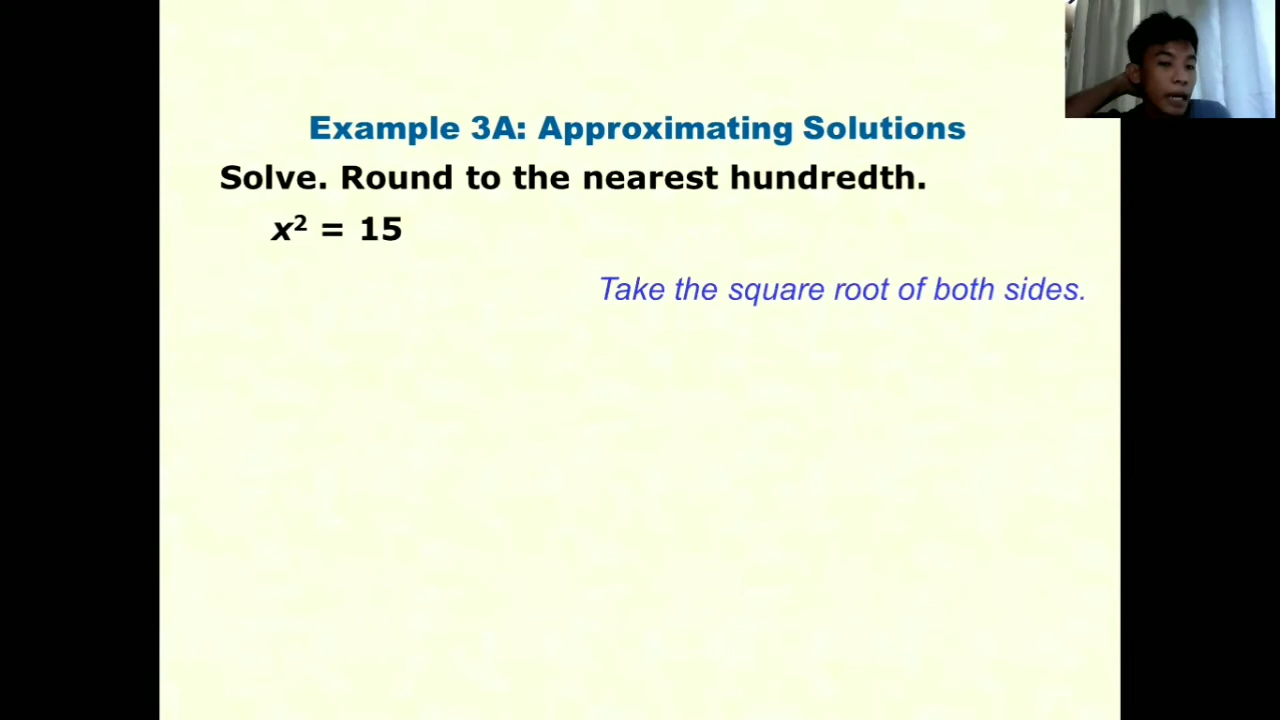 Example 3A: Approximating Solutions
Solve. Round to the nearest hundredth.
x² = 15
Take the square root of both sides.